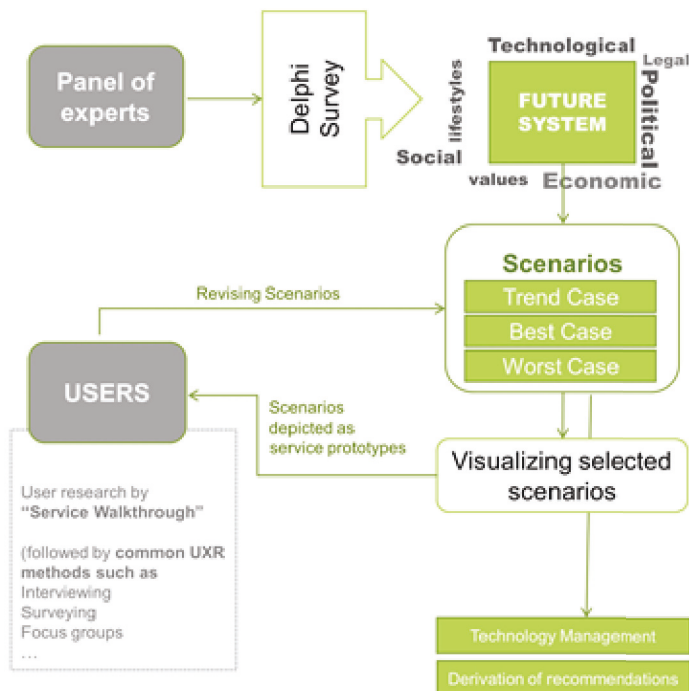 Panel of
experts
Delphi
Survey
Technological
Legal
lifestyles
FUTURE
SYSTEM
Political
Social
values
Economic
Scenarios
Trend Case
Best Case
Worst Case
Revising Scenarios
USERS
Scenarios
depicted as
service prototypes
Visualizing selected
scenarios
User research by
“Service Walkthrough”
(followed by common UXR
methods such as
Interviewing
Surveying
Focus groups
...
Technology Management
Derivation of recommendations